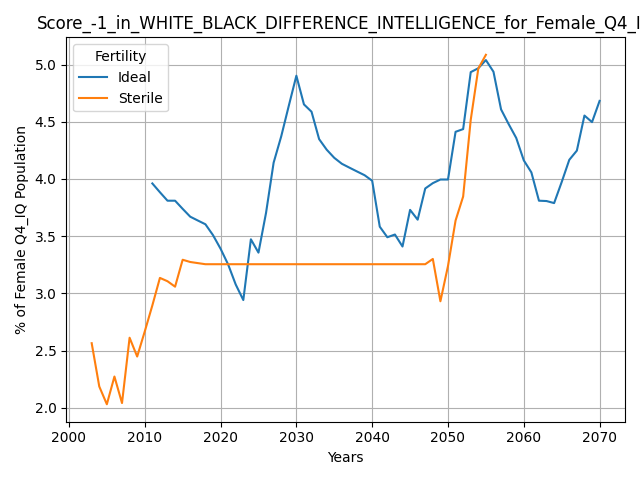 Score_-1_in_WHITE_BLACK_DIFFERENCE_INTELLIGENCE_for_Female_Q4_I
Fertility
Ideal
Sterile
% of Female Q4_IQ Population
5.0
4.5
4.0
3.5
3.0
2.5
2.0
2000 2010 2020 2030 2040 2050 2060 2070
Years